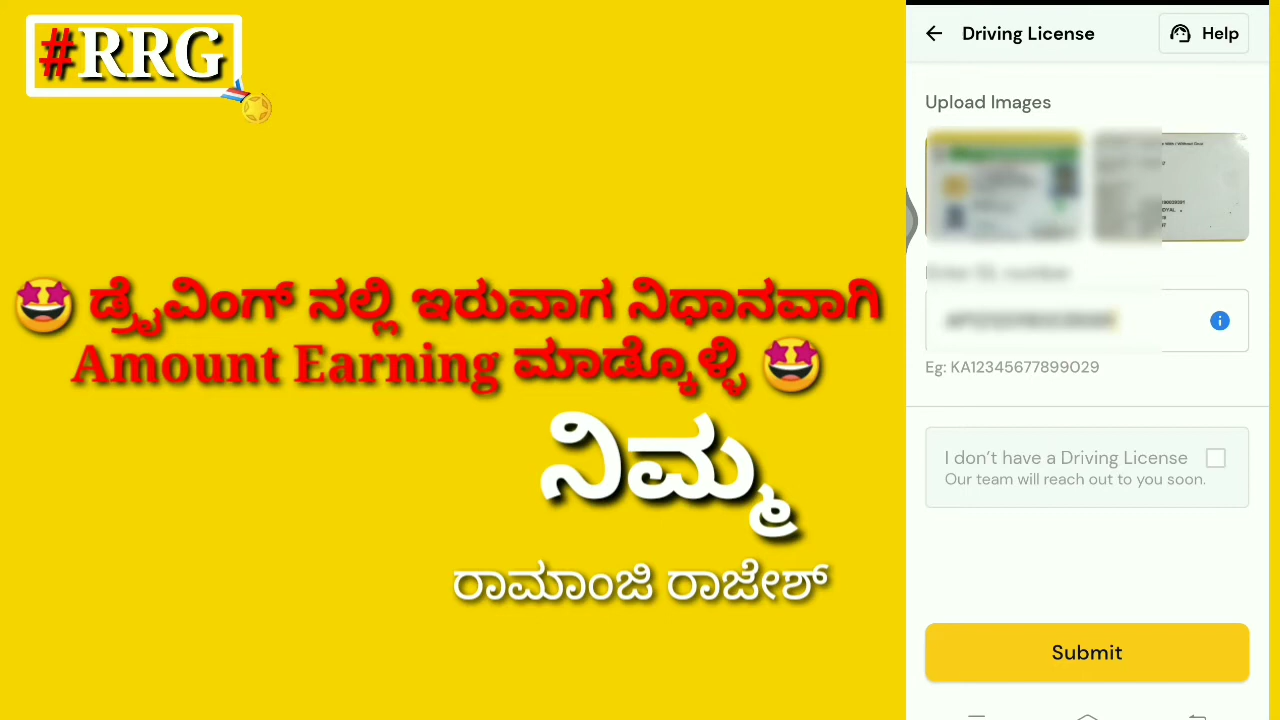 #RRG
🤩 ಡ್ರೈವಿಂಗ್ ನಲ್ಲಿ ಇರುವಾಗ ನಿಧಾನವಾಗಿ
Amount Earning ಮಾಡ್ಕೊಳ್ಳಿ 🤩
ನಿಮ್ಮ
ರಾಮಾಂಜಿ ರಾಜೇಶ್
Driving License
Help
Upload Images
Eg: KA12345677899029
I don't have a Driving License
Our team will reach out to you soon.
Submit